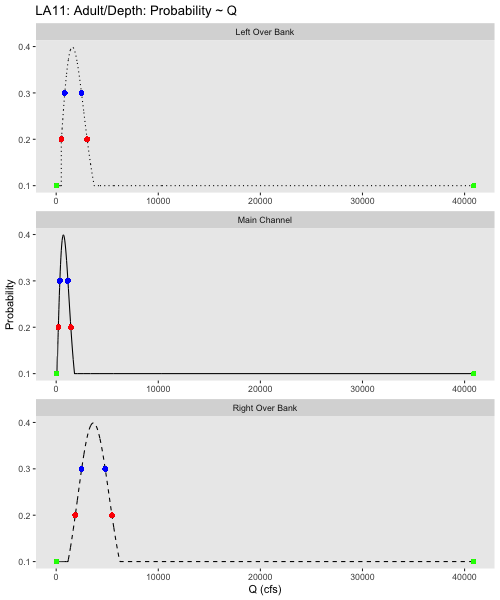 LA11: Adult/Depth: Probability ~ Q
Left Over Bank
0.4
0.3
0.2
0.1
0 10000 20000 30000 40000
Main Channel
0.4
0.3
0.2
0.1
0 10000 20000 30000 40000
Probability
Right Over Bank
0.4
0.3
0.2
0.1
0 10000 20000 30000 40000
Q (cfs)